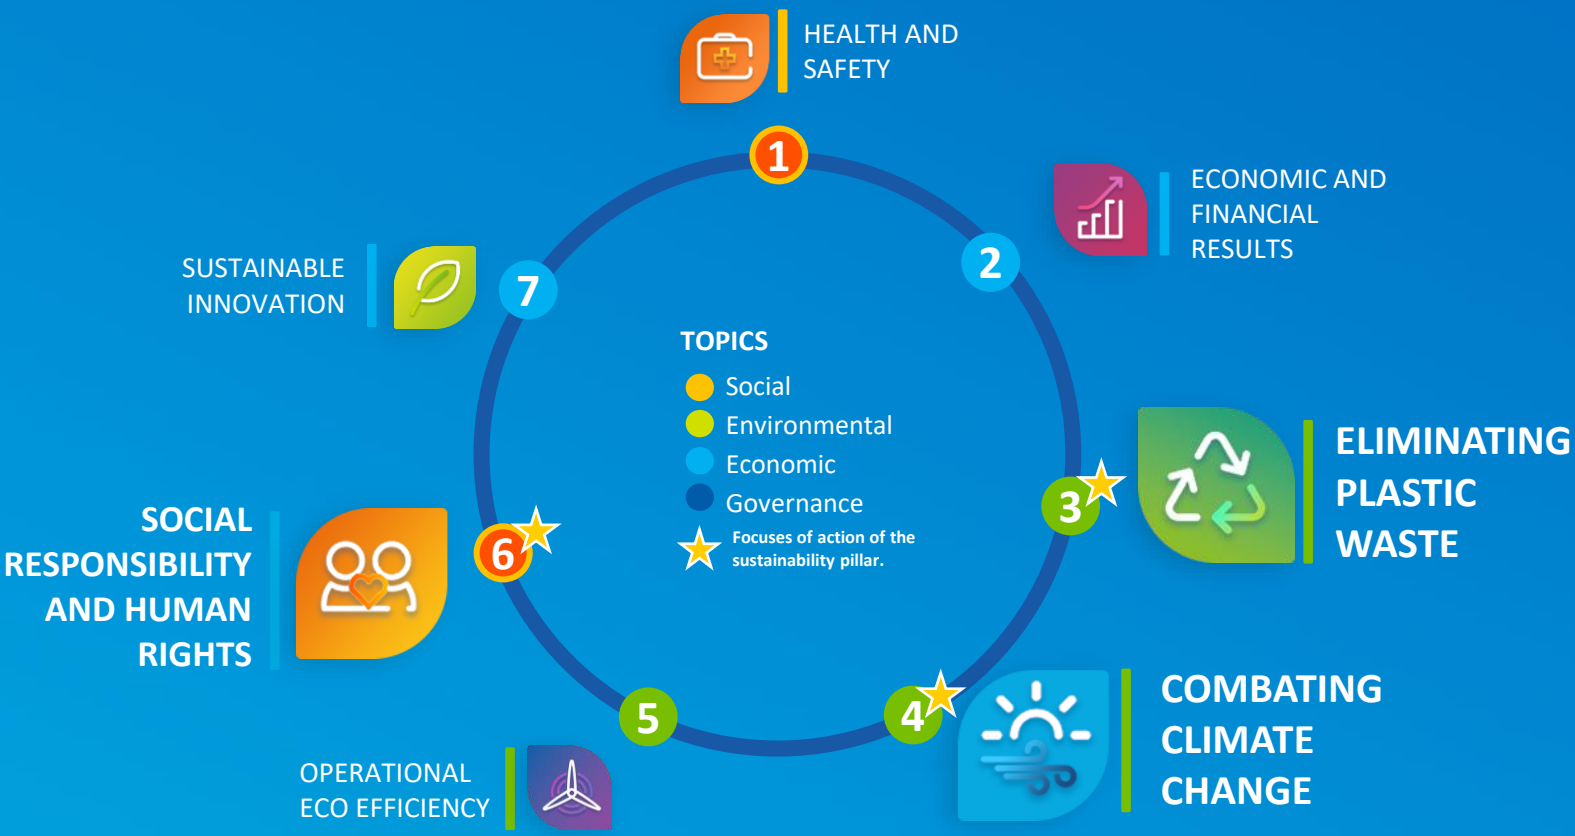 HEALTH AND
SAFETY
1
ECONOMIC AND
FINANCIAL
RESULTS
2
SUSTAINABLE
INNOVATION
7
TOPICS
Social
Environmental
Economic
Governance
Focuses of action of the
sustainability pillar.
3
ELIMINATING
PLASTIC
WASTE
SOCIAL
RESPONSIBILITY
AND HUMAN
RIGHTS
6
4
COMBATING
CLIMATE
CHANGE
5
OPERATIONAL
ECO EFFICIENCY